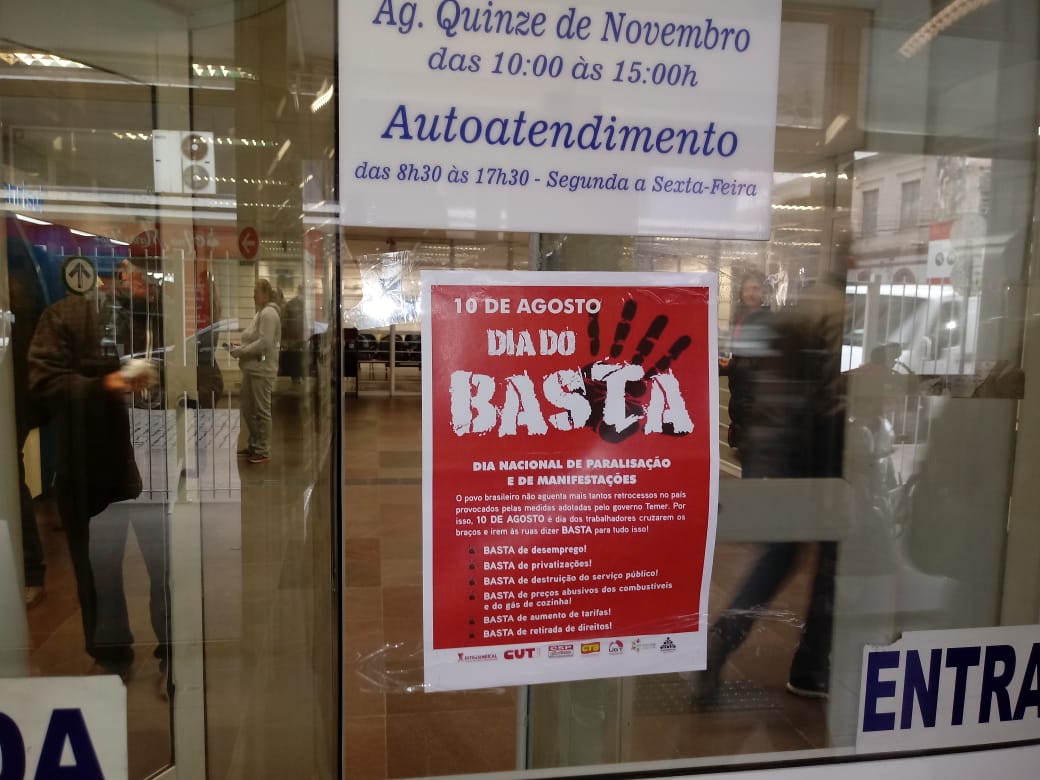 Ag. Quinze de Novembro
das 10:00 às 15:00h
Autoatendimento
das 8h30 às 17h30 - Segunda a Sexta-Feira
10 DE AGOSTO
DIA DO
BASTA
DIA NACIONAL DE PARALISAÇÃO
E DE MANIFESTAÇÕES
O povo brasileiro não aguenta mais tantos retrocessos no país
provocados pelas medidas adotadas pelo governo Temer. Por
isso, 10 DE AGOSTO é dia dos trabalhadores cruzarem os
braços e irem às ruas dizer BASTA para tudo isso!
BASTA de desemprego!
BASTA de privatizações!
BASTA de destruição do serviço público!
BASTA de preços abusivos dos combustíveis
e do gás de cozinha!
BASTA de aumento de tarifas!
BASTA de retirada de direitos!
CUT
CSP
CTB
UGT
DA
ENTRA